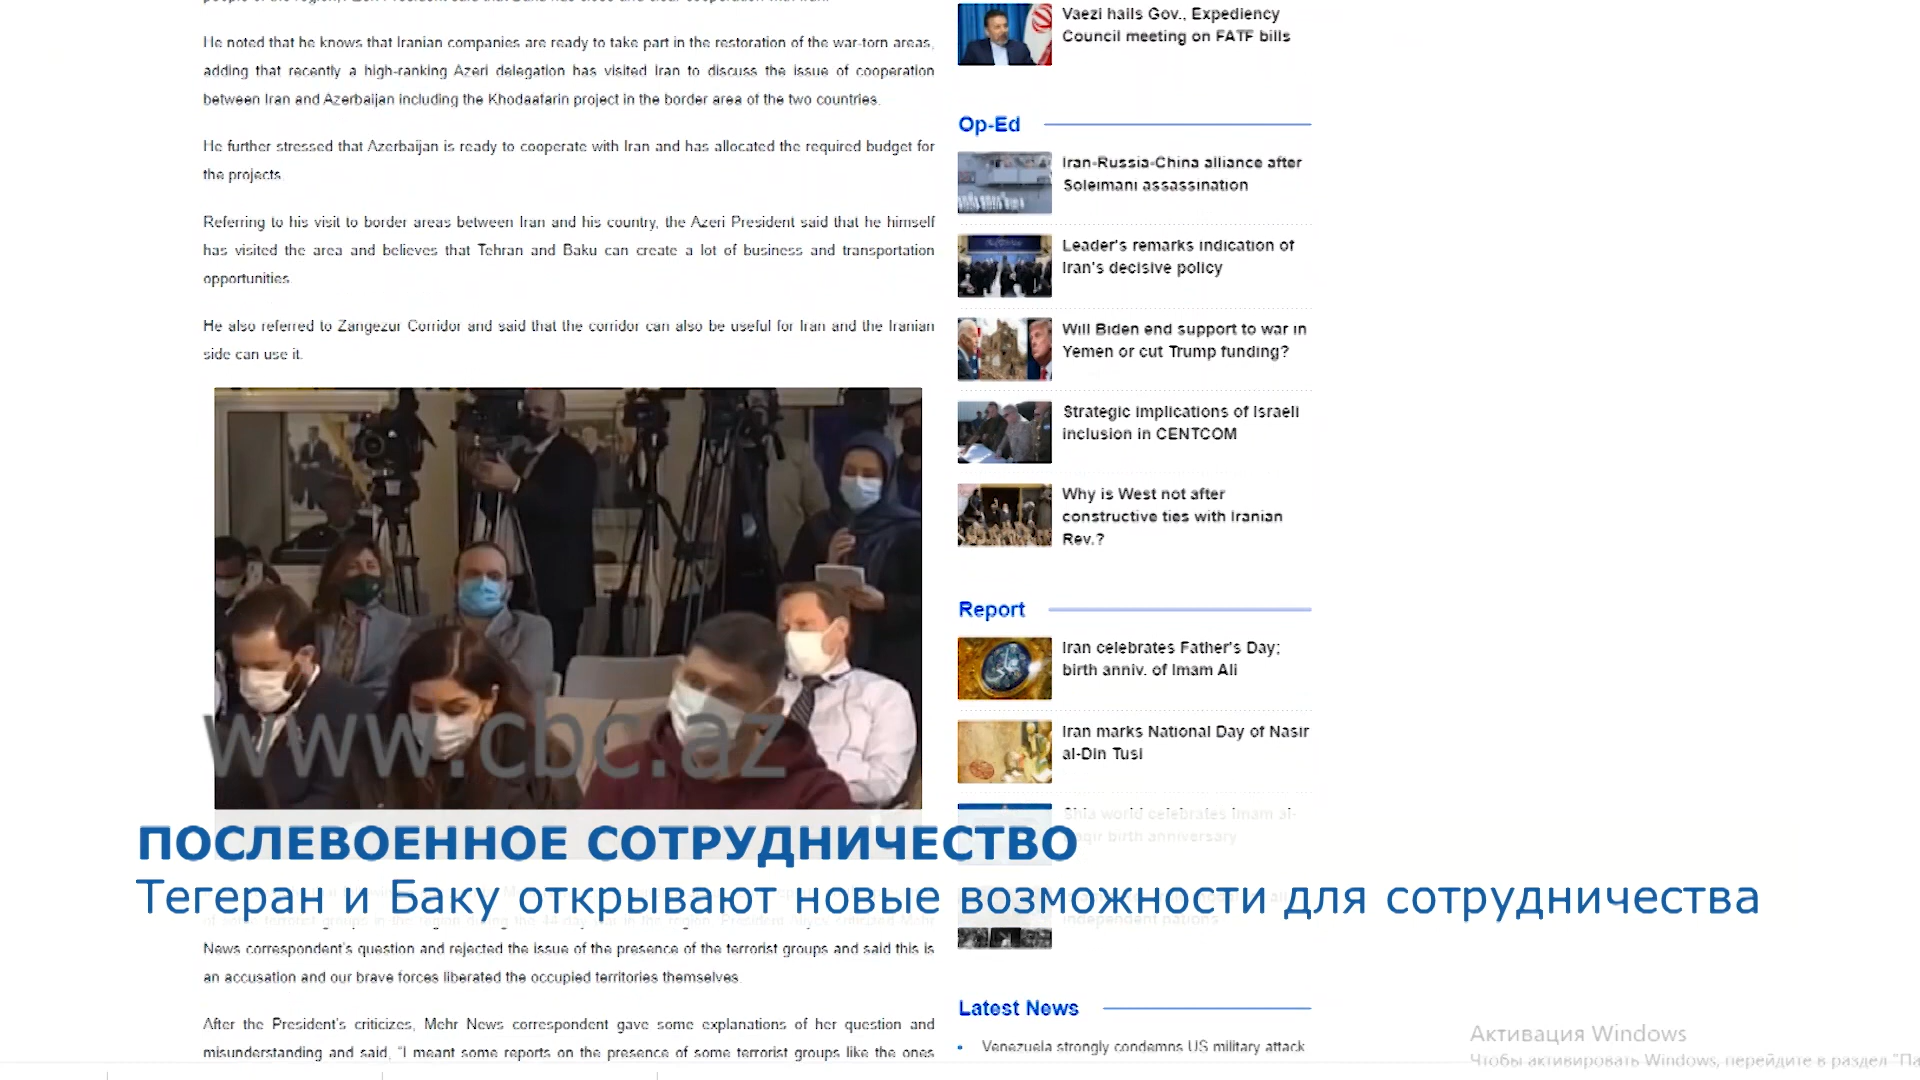 He noted that he knows that Iranian companies are ready to take part in the restoration of the war-torn areas,
adding that recently a high-ranking Azeri delegation has visited Iran to discuss the issue of cooperation
between Iran and Azerbaijan including the Khodaafarin project in the border area of the two countries.
He further stressed that Azerbaijan is ready to cooperate with Iran and has allocated the required budget for
the projects.
Referring to his visit to border areas between Iran and his country, the Azeri President said that he himself
has visited the area and believes that Tehran and Baku can create a lot of business and transportation
opportunities.
He also referred to Zangezur Corridor and said that the corridor can also be useful for Iran and the Iranian
side can use it.
www.cbc.az
ПОСЛЕВОЕННОЕ СОТРУДНИЧЕСТВО
Тегеран и Баку открывают новые возможности для сотрудничества
News correspondent's question and rejected the issue of the presence of the terrorist groups and said this is
an accusation and our brave forces liberated the occupied territories themselves.
After the President's criticizes, Mehr News correspondent gave some explanations of her question and
misunderstanding and said, "I meant some reports on the presence of some terrorist groups like the ones
Vaezi hails Gov., Expediency
Council meeting on FATF bills
Op-Ed
Iran-Russia-China alliance after
Soleimani assassination
Leader's remarks indication of
Iran's decisive policy
Will Biden end support to war in
Yemen or cut Trump funding?
Strategic implications of Israeli
inclusion in CENTCOM
Why is West not after
constructive ties with Iranian
Rev.?
Report
Iran celebrates Father's Day;
birth anniv. of Imam Ali
Iran marks National Day of Nasir
al-Din Tusi
Shia world celebrates Imam al-
birth anniversary
independent nations
Latest News
Venezuela strongly condemns US military attack
Активация Windows
Чтобы активировать Windows, перейдите в раздел "Па